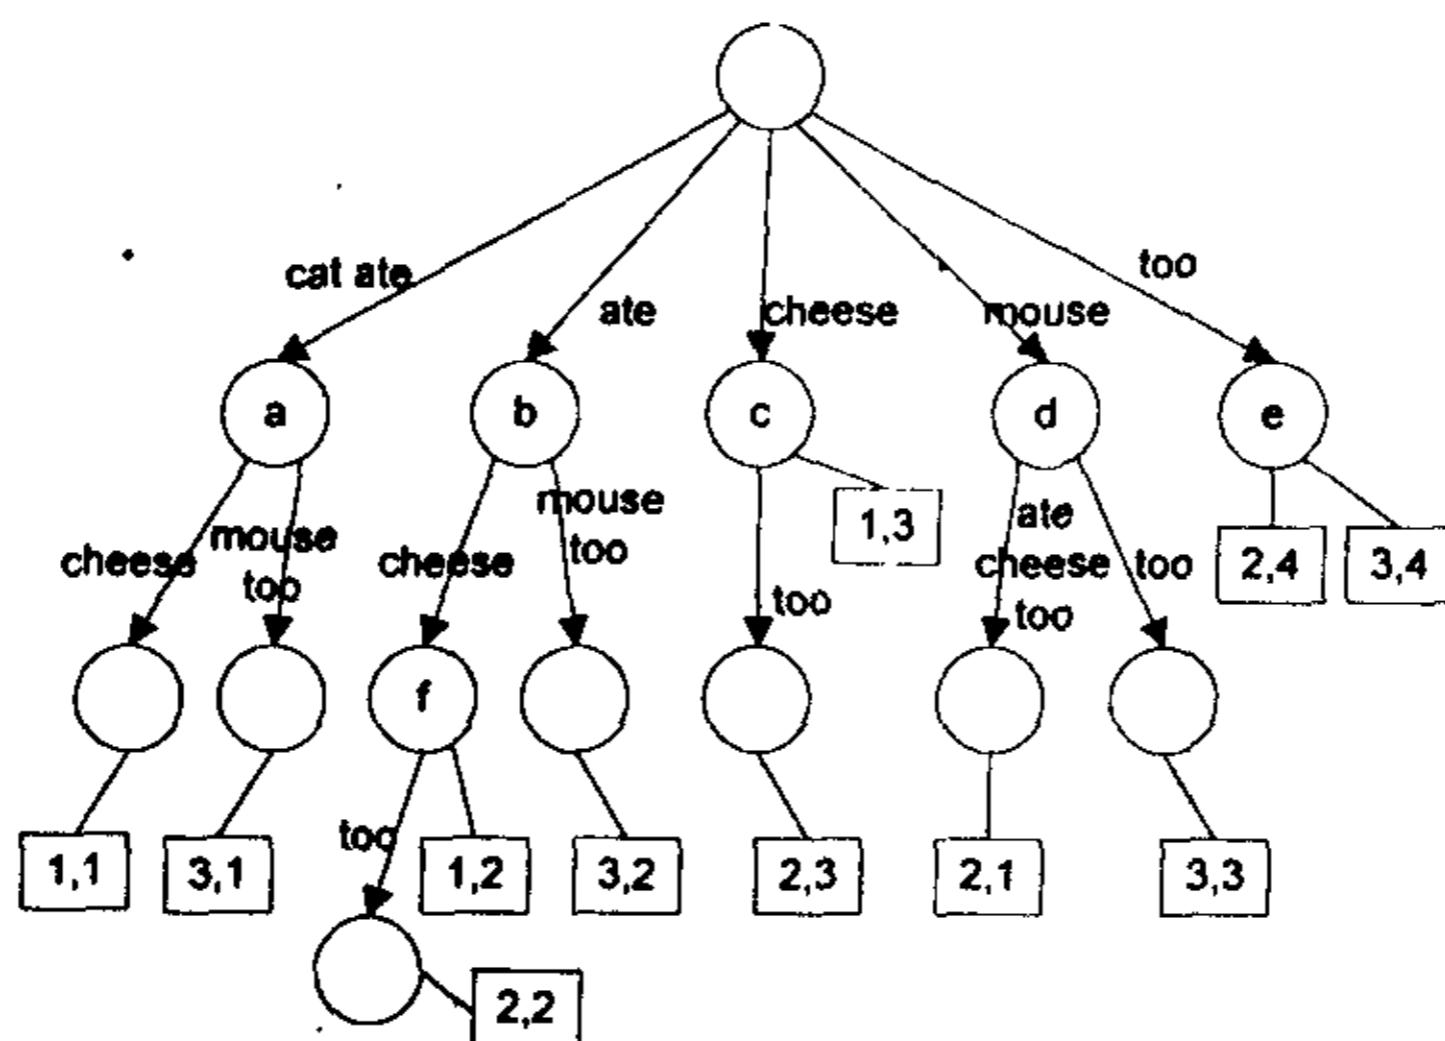 cat ate
ate
cheese
mouse
too
a
b
c
d
e
cheese
mouse
too
cheese
mouse
too
too
1,3
ate
cheese
too
too
2,4
3,4
f
1,1
3,1
too
1,2
3,2
2,3
2,1
3,3
2,2